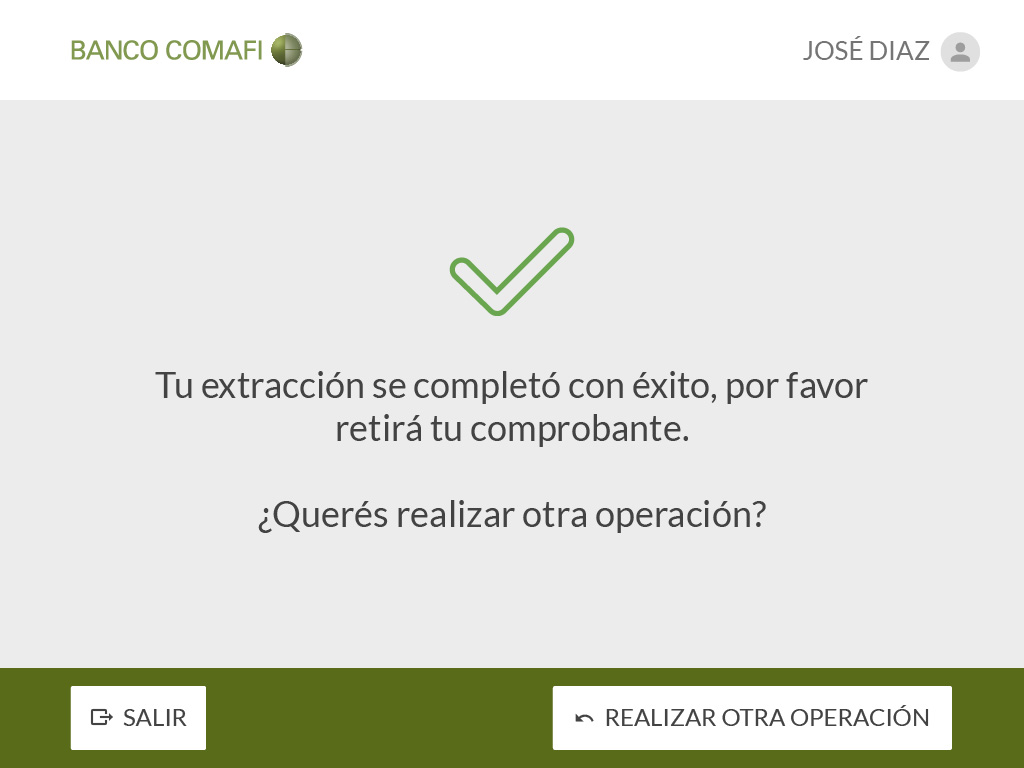 BANCO COMAFI
JOSÉ DIAZ
Tu extracción se completó con éxito, por favor
retirá tu comprobante.
¿Querés realizar otra operación?
SALIR
REALIZAR OTRA OPERACIÓN